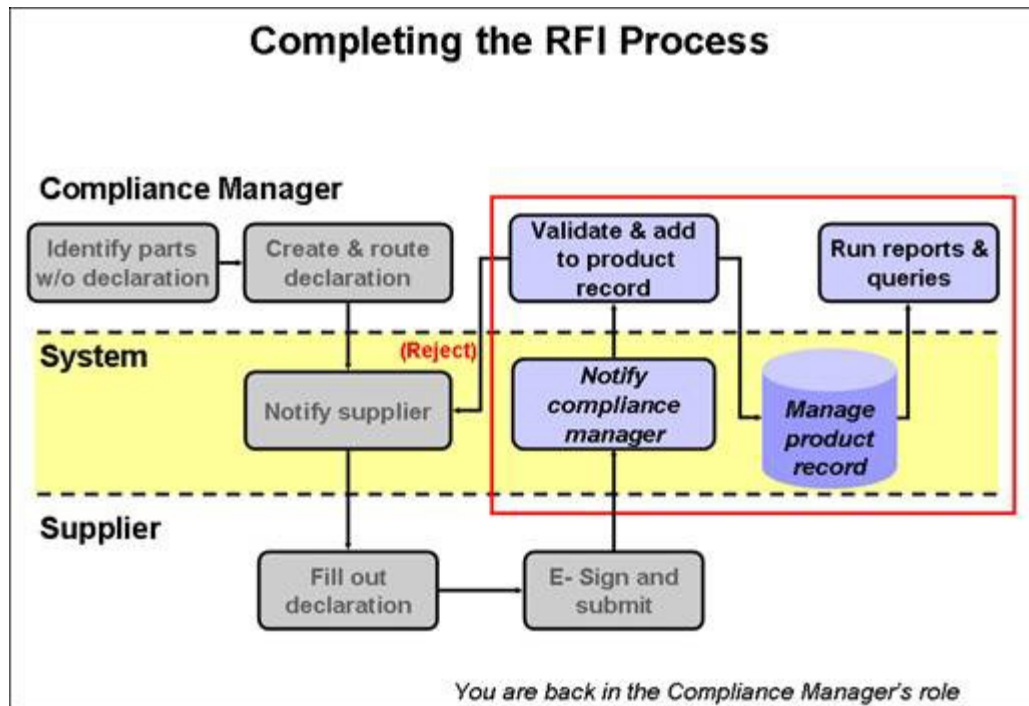 Completing the RFI Process
Compliance Manager
Identify parts
w/o declaration
Create & route
declaration
Validate & add
to product
record
Run reports &
queries
System
(Reject)
Notify supplier
Notify
compliance
manager
Manage
product
record
Supplier
Fill out
declaration
E- Sign and
submit
You are back in the Compliance Manager's role